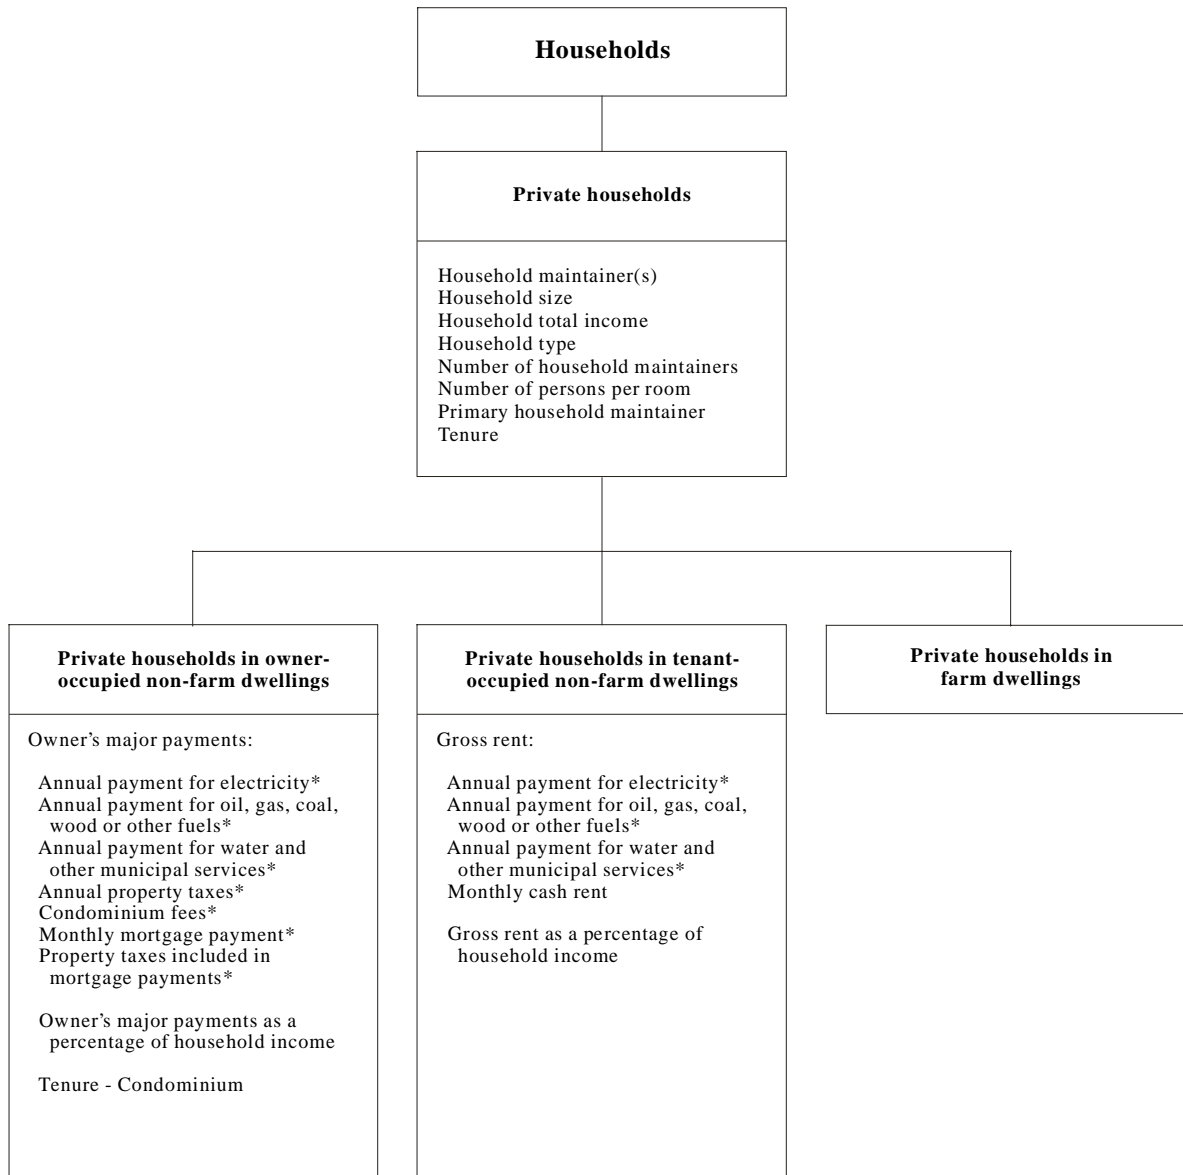 Households
Private households
Household maintainer(s)
Household size
Household total income
Household type
Number of household maintainers
Number of persons per room
Primary household maintainer
Tenure
Private households in owner-
occupied non-farm dwellings
Owner’s major payments:
Annual payment for electricity*
Annual payment for oil, gas, coal,
wood or other fuels*
Annual payment for water and
other municipal services*
Annual property taxes*
Condominium fees*
Monthly mortgage payment*
Property taxes included in
mortgage payments*
Owner’s major payments as a
percentage of household income
Tenure - Condominium
Private households in tenant-
occupied non-farm dwellings
Gross rent:
Annual payment for electricity*
Annual payment for oil, gas, coal,
wood or other fuels*
Annual payment for water and
other municipal services*
Monthly cash rent
Gross rent as a percentage of
household income
Private households in
farm dwellings